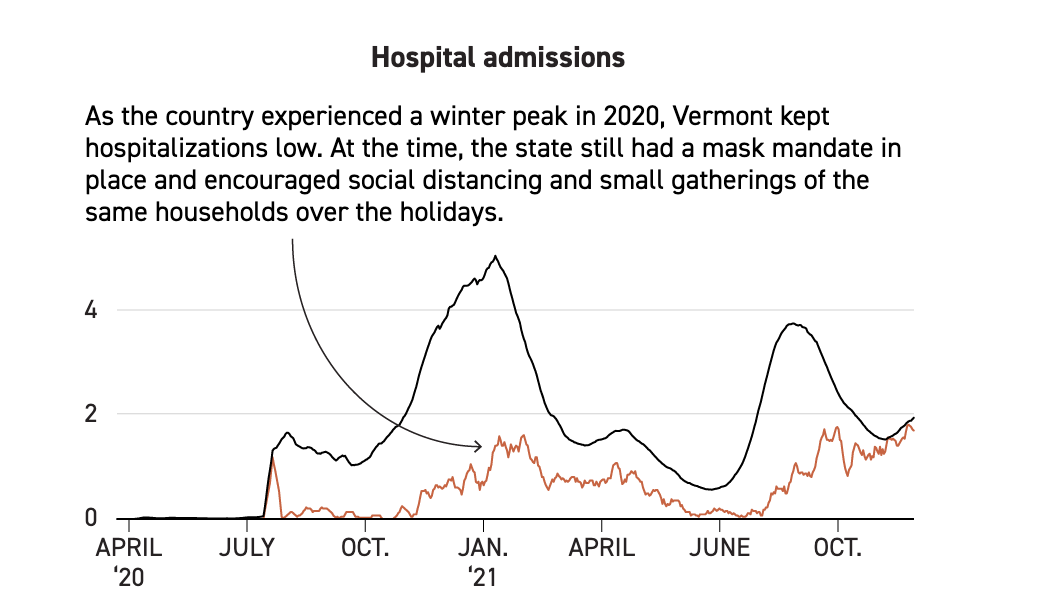 Hospital admissions
As the country experienced a winter peak in 2020, Vermont kept
hospitalizations low. At the time, the state still had a mask mandate in
place and encouraged social distancing and small gatherings of the
same households over the holidays.
4
2
0
APRIL JULY OCT. JAN. APRIL JUNE OCT.
‘20 ‘21